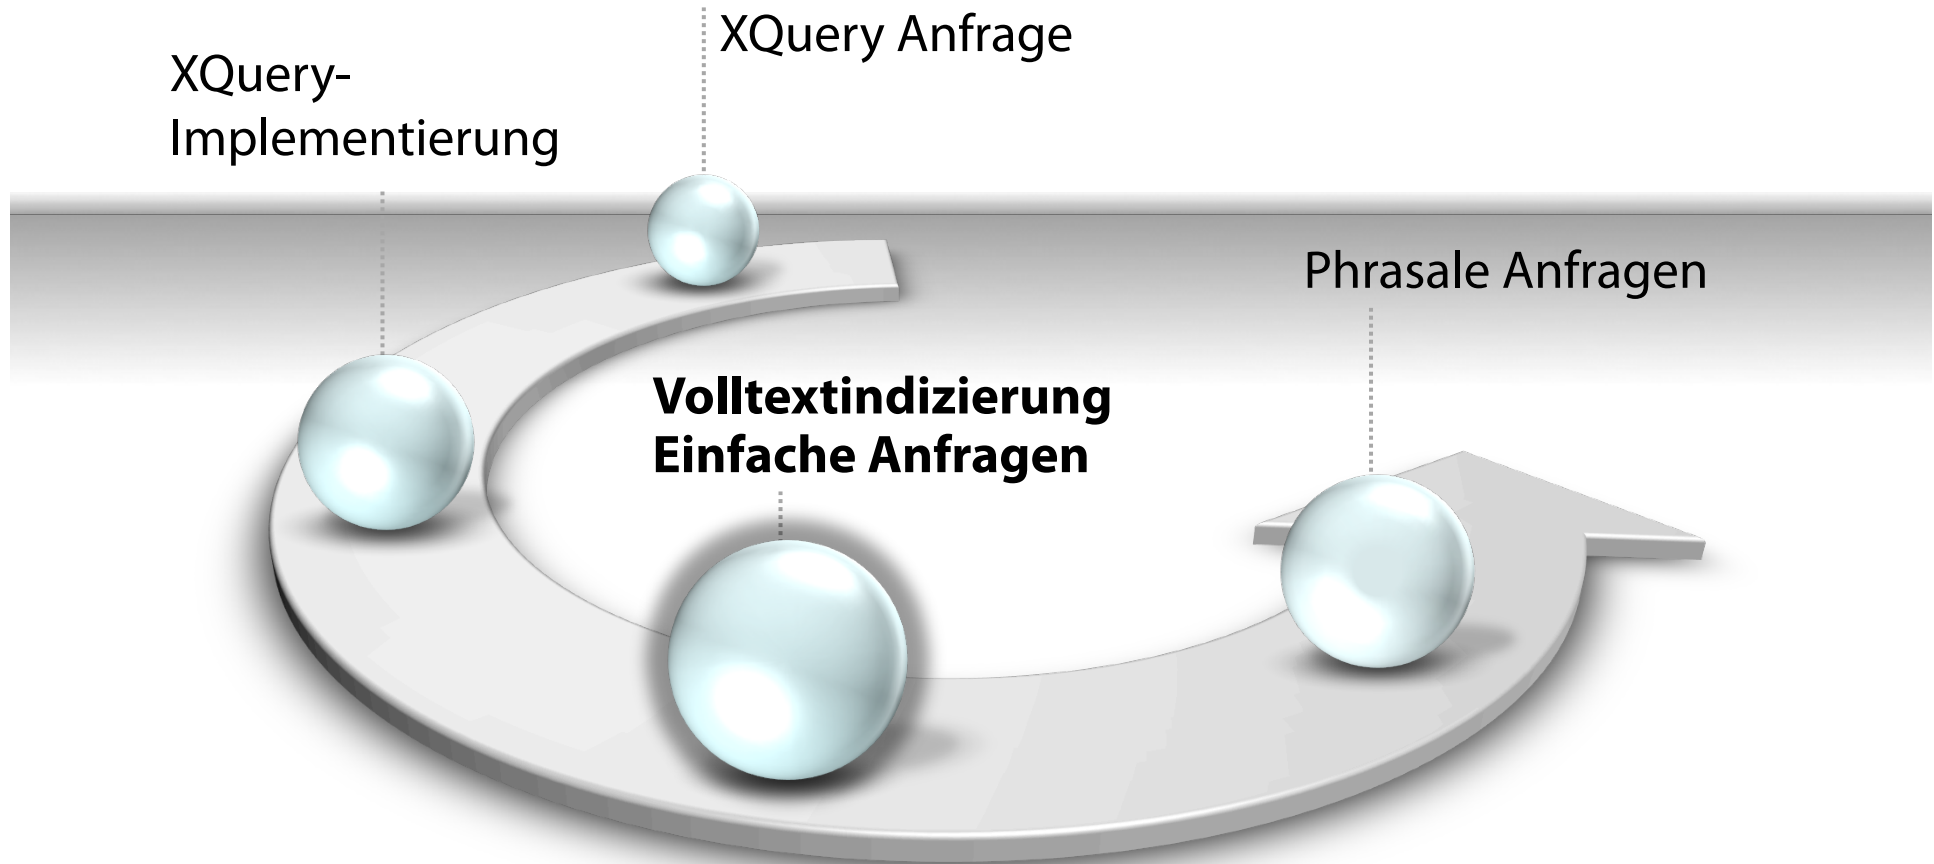 XQuery Anfrage
XQuery-
Implementierung
Phrasale Anfragen
Volltextindizierung
Einfache Anfragen